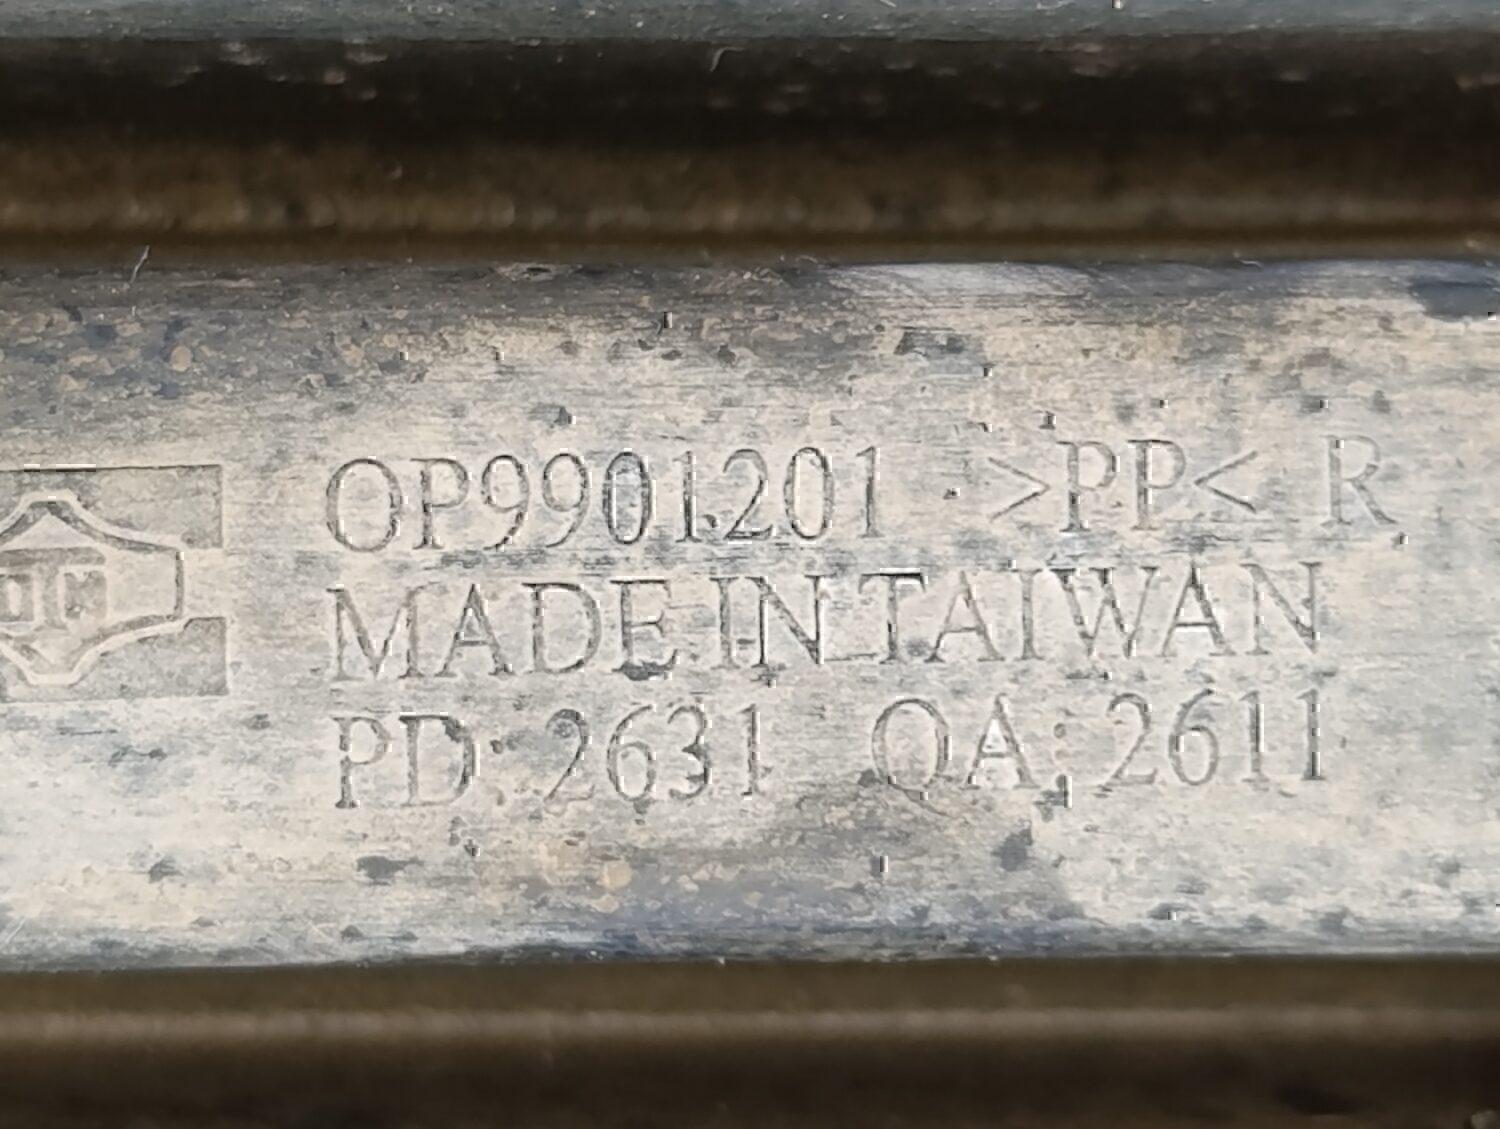 OP9901201 >PP< R
MADE IN TAIWAN
PD: 2631 QA: 2611